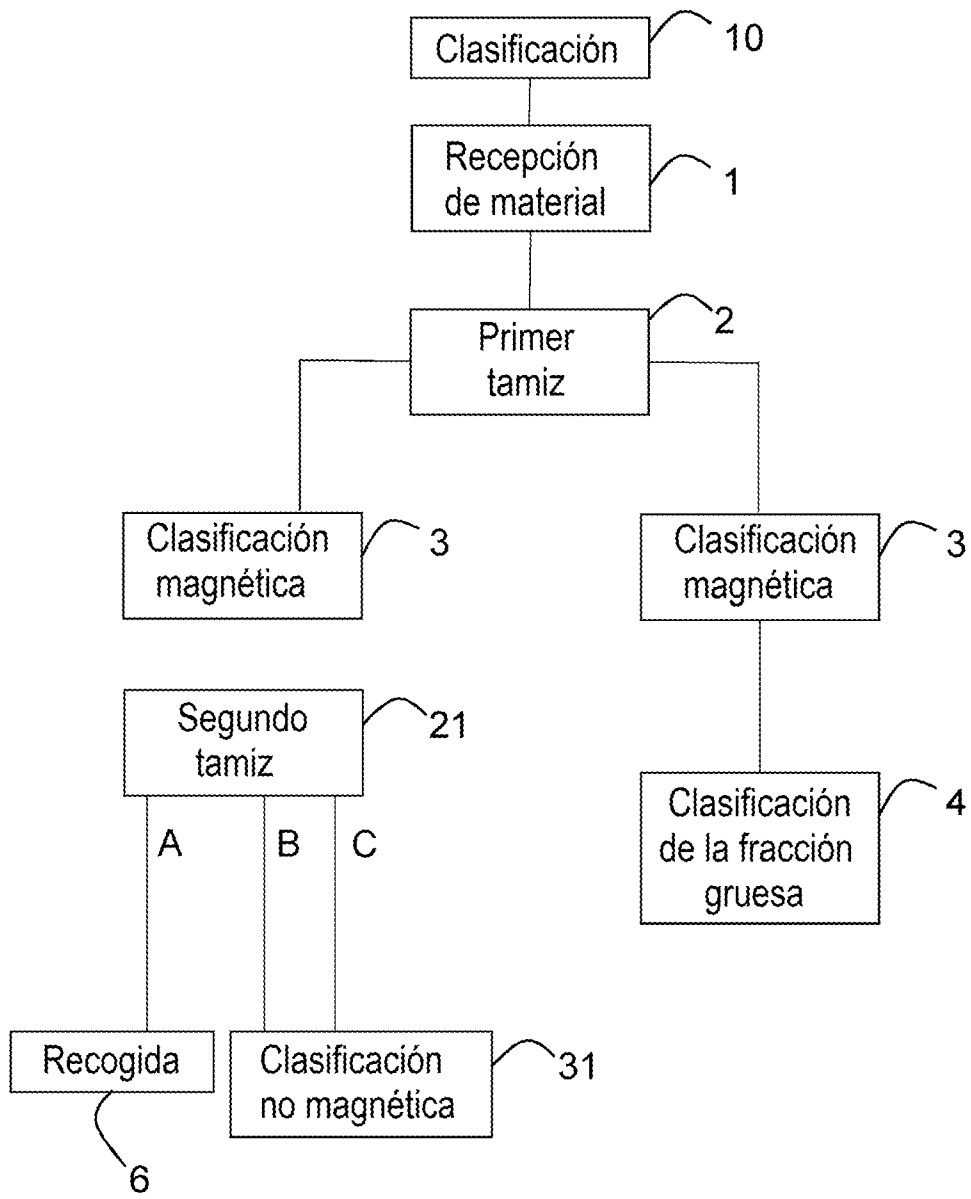 Clasificación
10
Recepción
de material
1
Primer
tamiz
2
Clasificación
magnética
3
Clasificación
magnética
3
Segundo
tamiz
21
Clasificación
de la fracción
gruesa
4
A
B
C
Recogida
6
Clasificación
no magnética
31